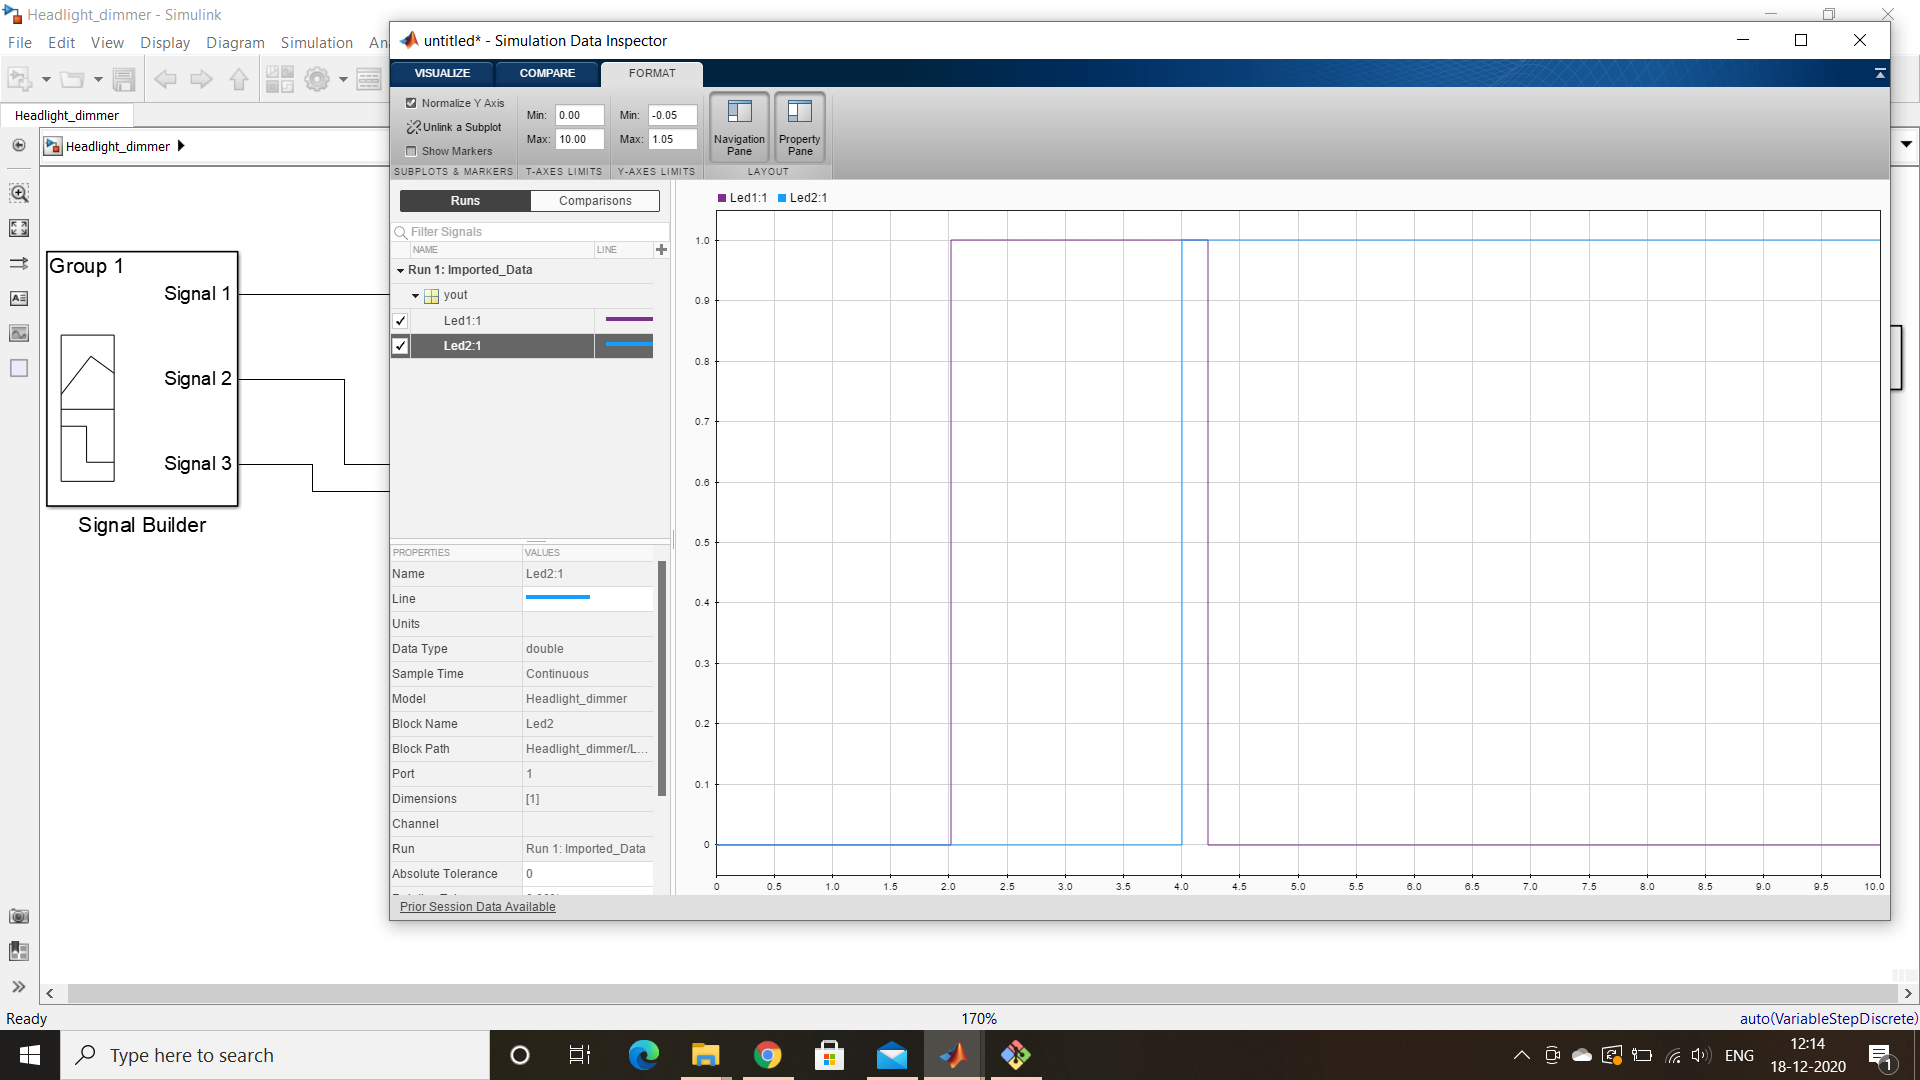 Headlight_dimmer - Simulink
File Edit View Display Diagram Simulation
Headlight_dimmer
Headlight_dimmer
Group 1
Signal 1
Signal 2
Signal 3
Signal Builder
untitled* - Simulation Data Inspector
VISUALIZE COMPARE FORMAT
Normalize Y Axis
Unlink a Subplot
Show Markers
SUBPLOTS & MARKERS
Min: 0.00
Max: 10.00
T-AXES LIMITS
Min: -0.05
Max: 1.05
Y-AXES LIMITS
Navigation Pane
Property Pane
LAYOUT
Runs Comparisons
Filter Signals
NAME LINE
Run 1: Imported_Data
yout
Led1:1
Led2:1
PROPERTIES VALUES
Name Led2:1
Line
Units
Data Type double
Sample Time Continuous
Model Headlight_dimmer
Block Name Led2
Block Path Headlight_dimmer/L...
Port 1
Dimensions [1]
Channel
Run Run 1: Imported_Data
Absolute Tolerance 0
Prior Session Data Available
Led1:1 Led2:1
1.0
0.9
0.8
0.7
0.6
0.5
0.4
0.3
0.2
0.1
0
0 0.5 1.0 1.5 2.0 2.5 3.0 3.5 4.0 4.5 5.0 5.5 6.0 6.5 7.0 7.5 8.0 8.5 9.0 9.5 10.0
Ready 170% auto(VariableStepDiscrete)
Type here to search
ENG
12:14
18-12-2020
1